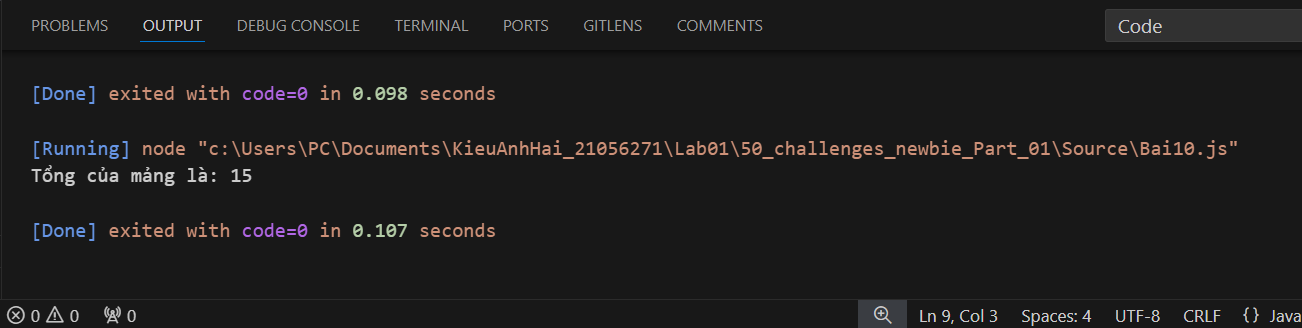 PROBLEMS OUTPUT DEBUG CONSOLE TERMINAL PORTS GITLENS COMMENTS Code
[Done] exited with code=0 in 0.098 seconds
[Running] node "c:\Users\PC\Documents\KieuAnhHai_21056271\Lab01\50_challenges_newbie_Part_01\Source\Bai10.js"
Tổng của mảng là: 15
[Done] exited with code=0 in 0.107 seconds
0 0 0 Ln 9, Col 3 Spaces: 4 UTF-8 CRLF {} Java